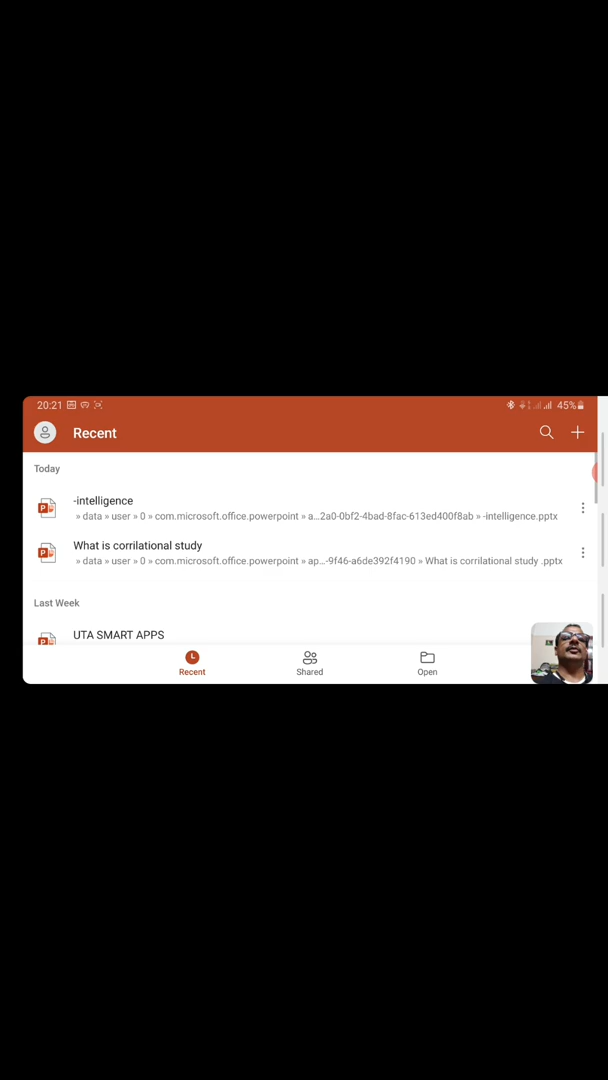 20:21 45%
Recent
Today
-intelligence
» data » user » 0 » com.microsoft.office.powerpoint » a...2a0-0bf2-4bad-8fac-613ed400f8ab » -intelligence.pptx
What is corrilational study
» data » user » 0 » com.microsoft.office.powerpoint » ap...-9f46-a6de392f4190 » What is corrilational study .pptx
Last Week
UTA SMART APPS
Recent Shared Open